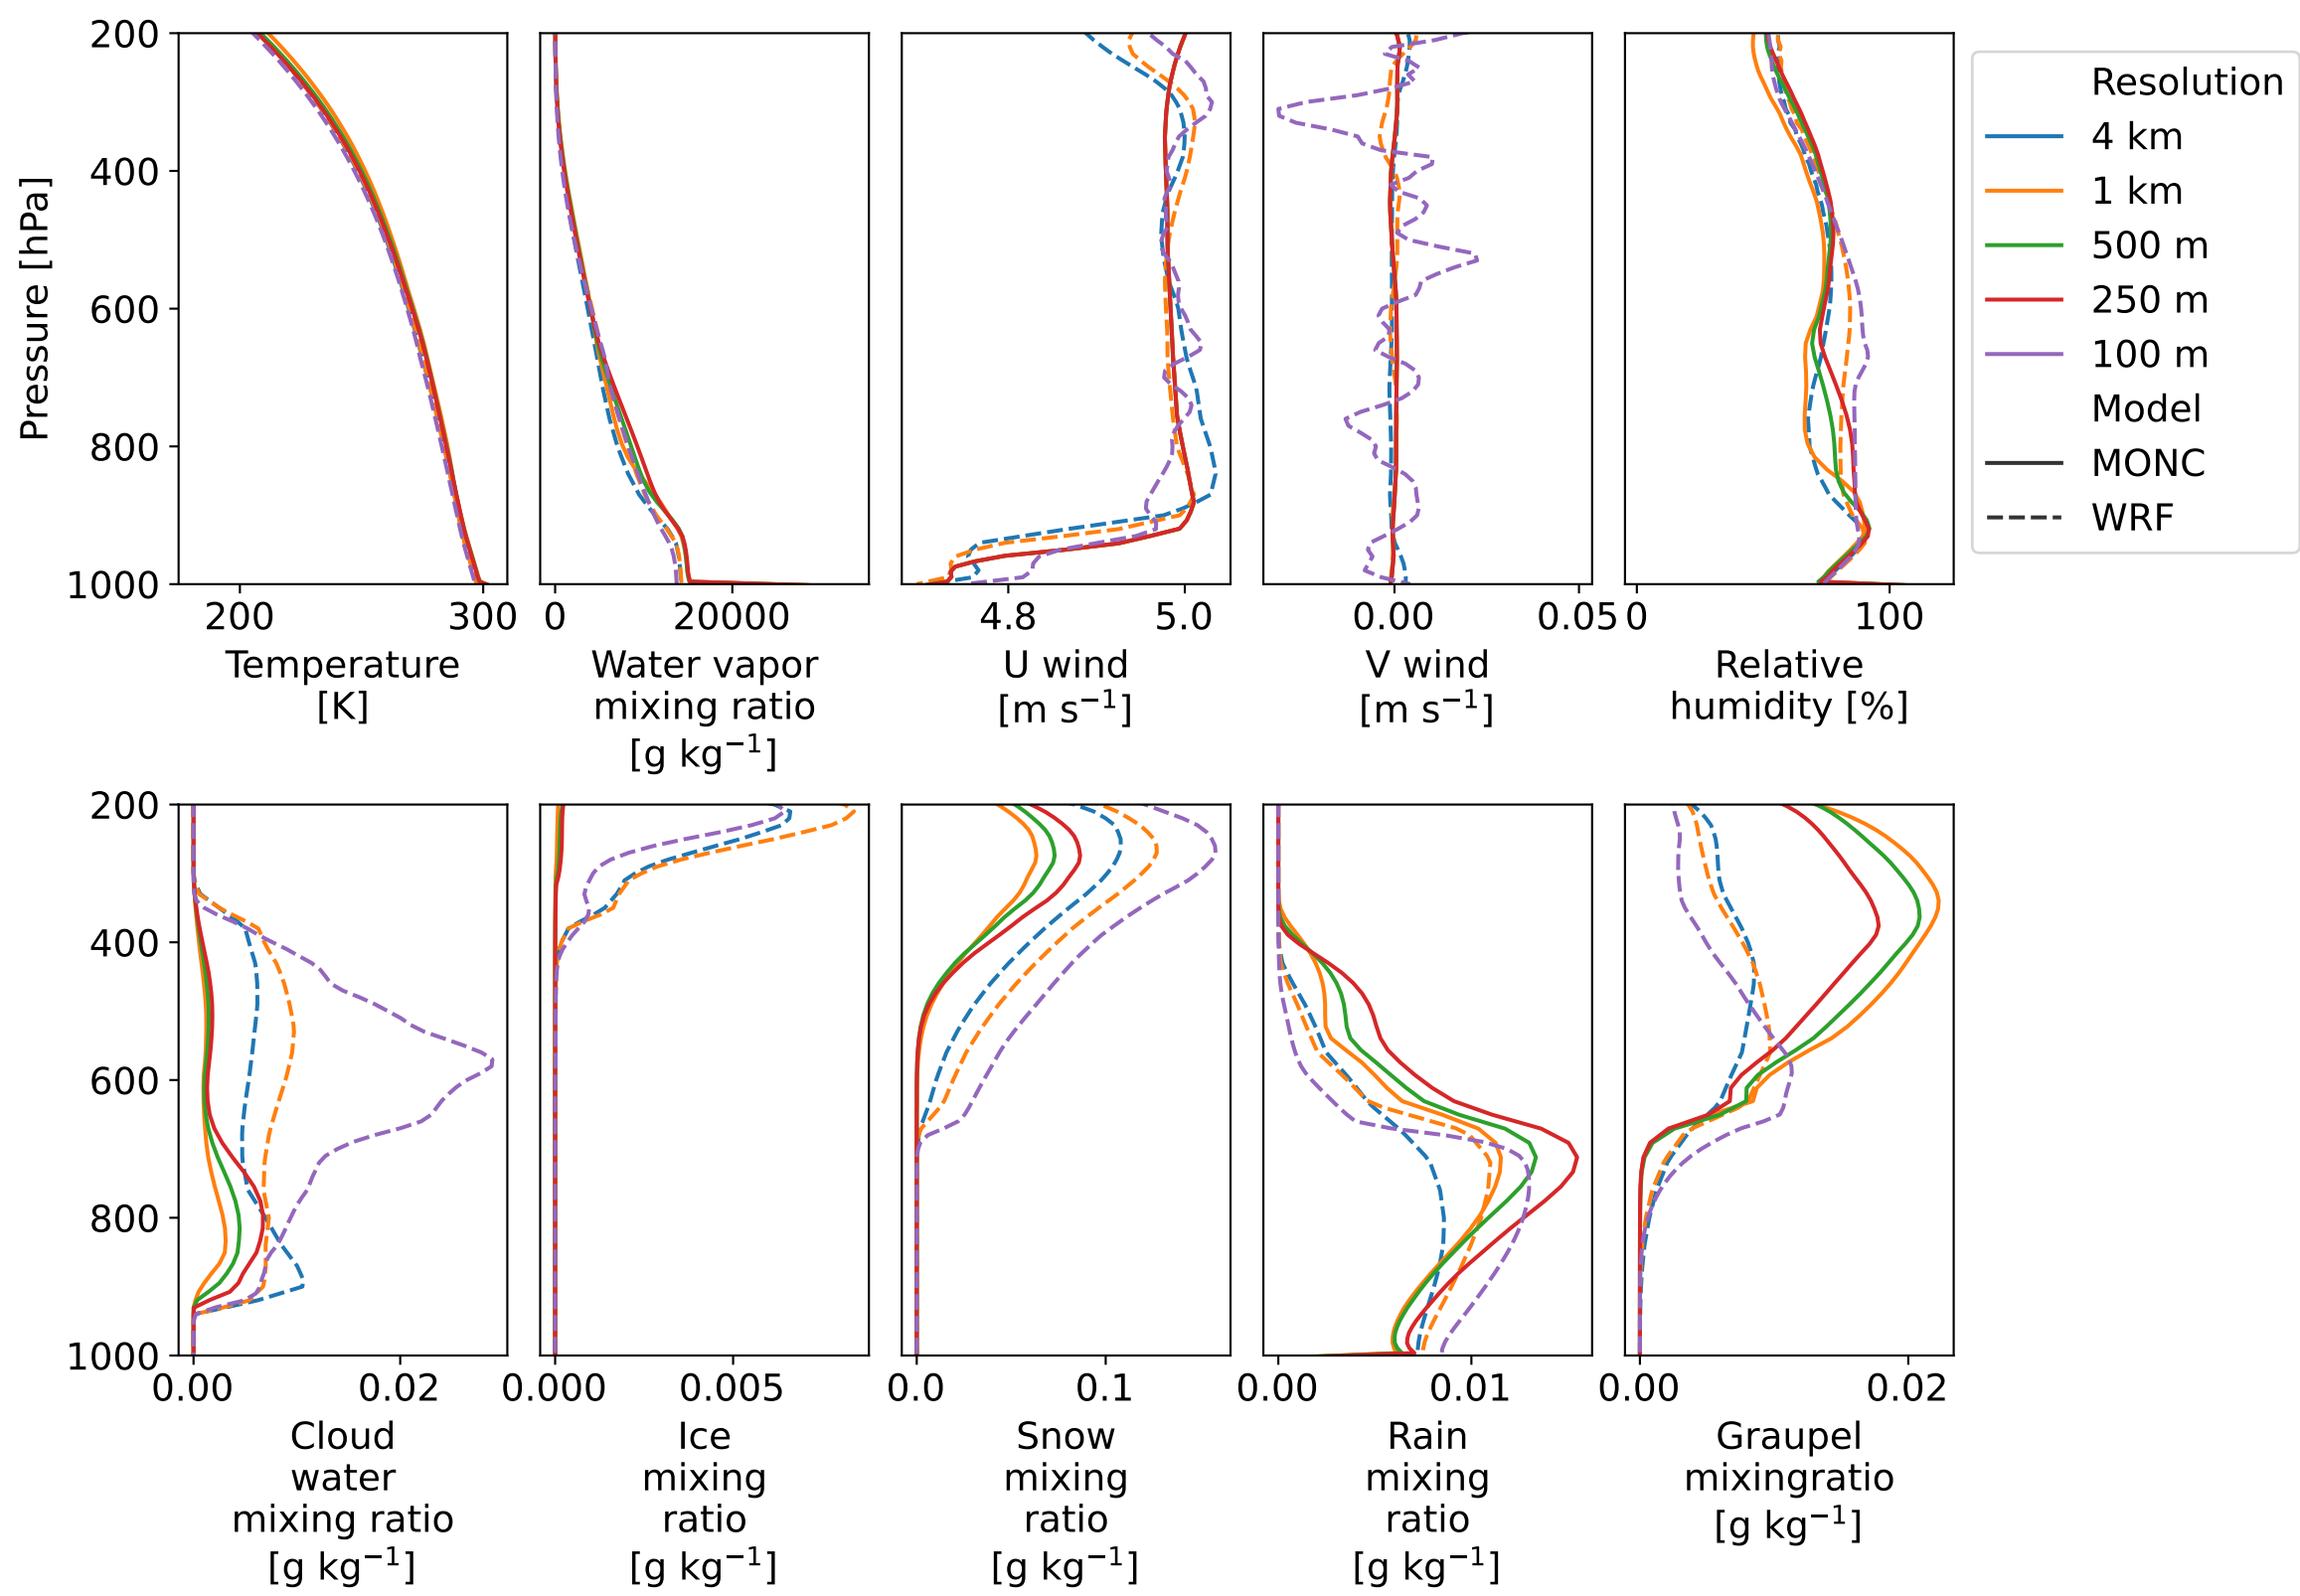 200
400
600
800
1000
Pressure [hPa]
200 300
Temperature
[K]
0 20000
Water vapor
mixing ratio
[g kg⁻¹]
4.8 5.0
U wind
[m s⁻¹]
0.00 0.05
V wind
[m s⁻¹]
0 100
Relative
humidity [%]
Resolution
4 km
1 km
500 m
250 m
100 m
Model
MONC
WRF
200
400
600
800
1000
0.00 0.02
Cloud
water
mixing ratio
[g kg⁻¹]
0.000 0.005
Ice
mixing
ratio
[g kg⁻¹]
0.0 0.1
Snow
mixing
ratio
[g kg⁻¹]
0.00 0.01
Rain
mixing
ratio
[g kg⁻¹]
0.00 0.02
Graupel
mixingratio
[g kg⁻¹]